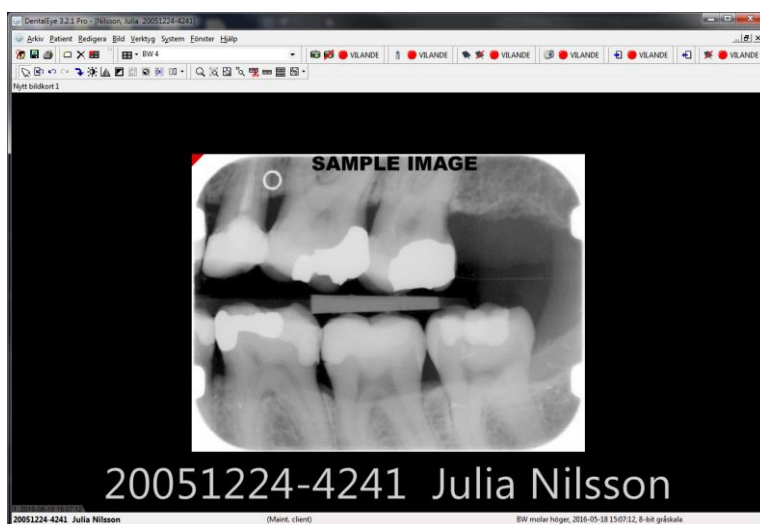 DentalEye 3.2.1 Pro - [Nilsson, Julia 20051224-4241]
Arkiv Patient Redigera Bild Verktyg System Fönster Hjälp
BW 4 VILANDE VILANDE VILANDE VILANDE VILANDE VILANDE
Nytt bildkort 1
SAMPLE IMAGE
20051224-4241 Julia Nilsson
20051224-4241 Julia Nilsson (Maint. client) BW molar höger, 2016-05-18 15:07:12, 8-bit gråskala